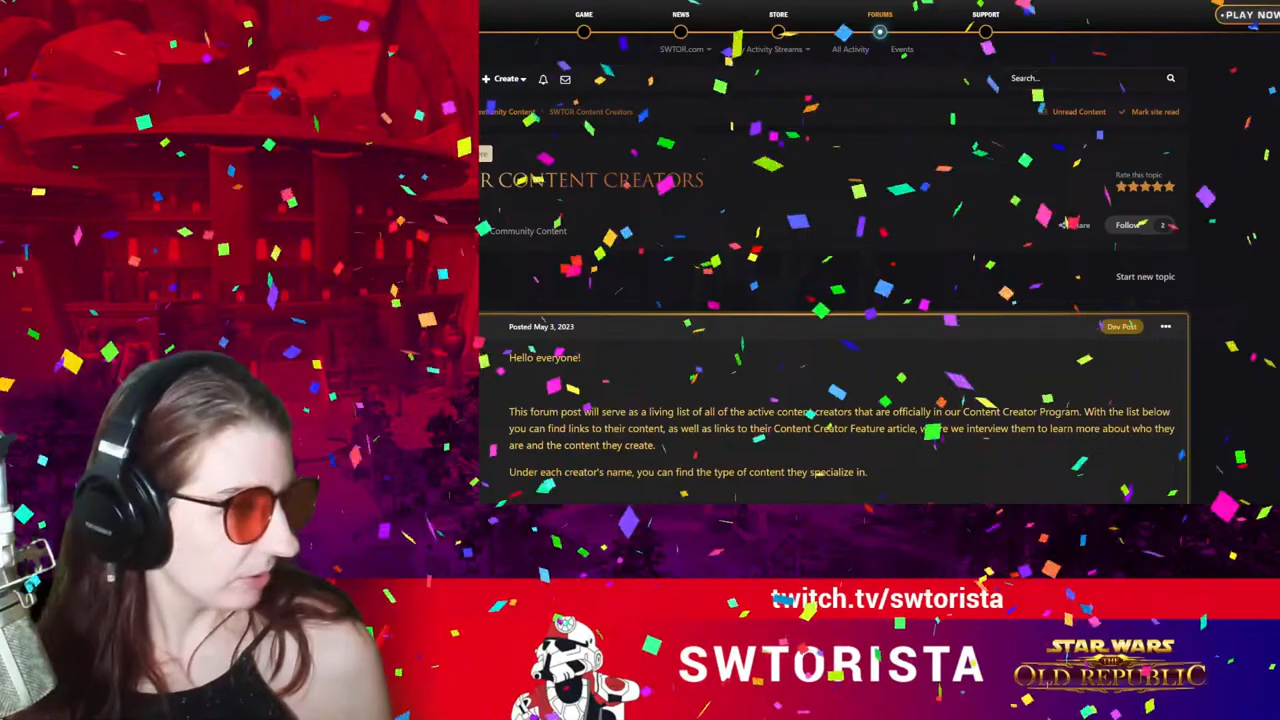 GAME NEWS STORE FORUMS SUPPORT
PLAY NOW
SWTOR.com Activity Streams All Activity Events
Create Search...
Community Content SWTOR Content Creators Unread Content Mark site read
R CONTENT CREATORS
Rate this topic
Community Content
Follow 2
Start new topic
Posted May 3, 2023 Dev Post
Hello everyone!
This forum post will serve as a living list of all of the active content creators that are officially in our Content Creator Program. With the list below
you can find links to their content, as well as links to their Content Creator Feature article, where we interview them to learn more about who they
are and the content they create.
Under each creator's name, you can find the type of content they specialize in.
twitch.tv/swtorista
SWTORISTA
STAR WARS
THE
OLD REPUBLIC